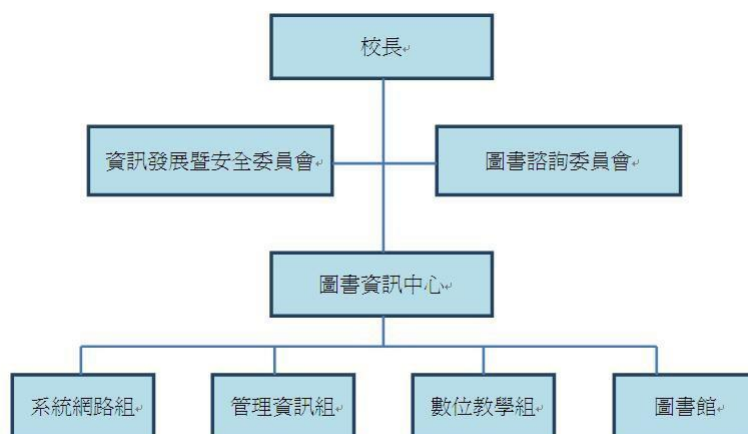 校長
資訊發展暨安全委員會
圖書諮詢委員會
圖書資訊中心
系統網路組
管理資訊組
數位教學組
圖書館